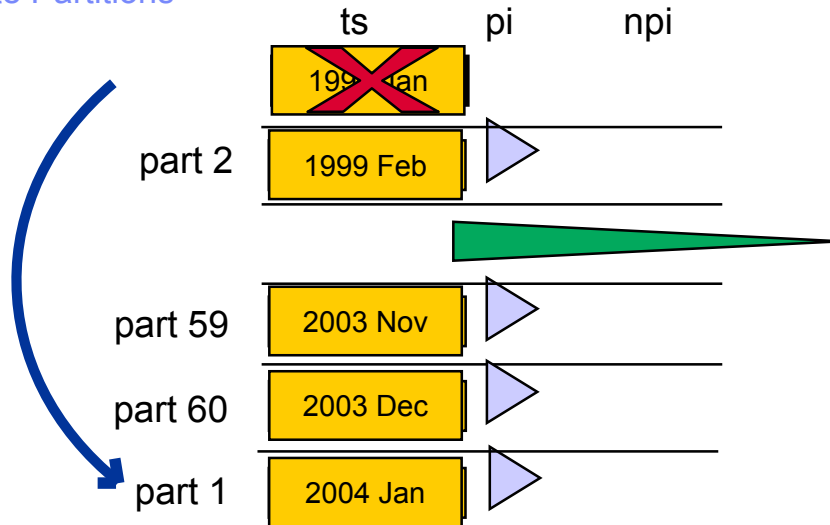 Partitions
ts pi npi
part 2 1999 Feb
part 59 2003 Nov
part 60 2003 Dec
part 1 2004 Jan